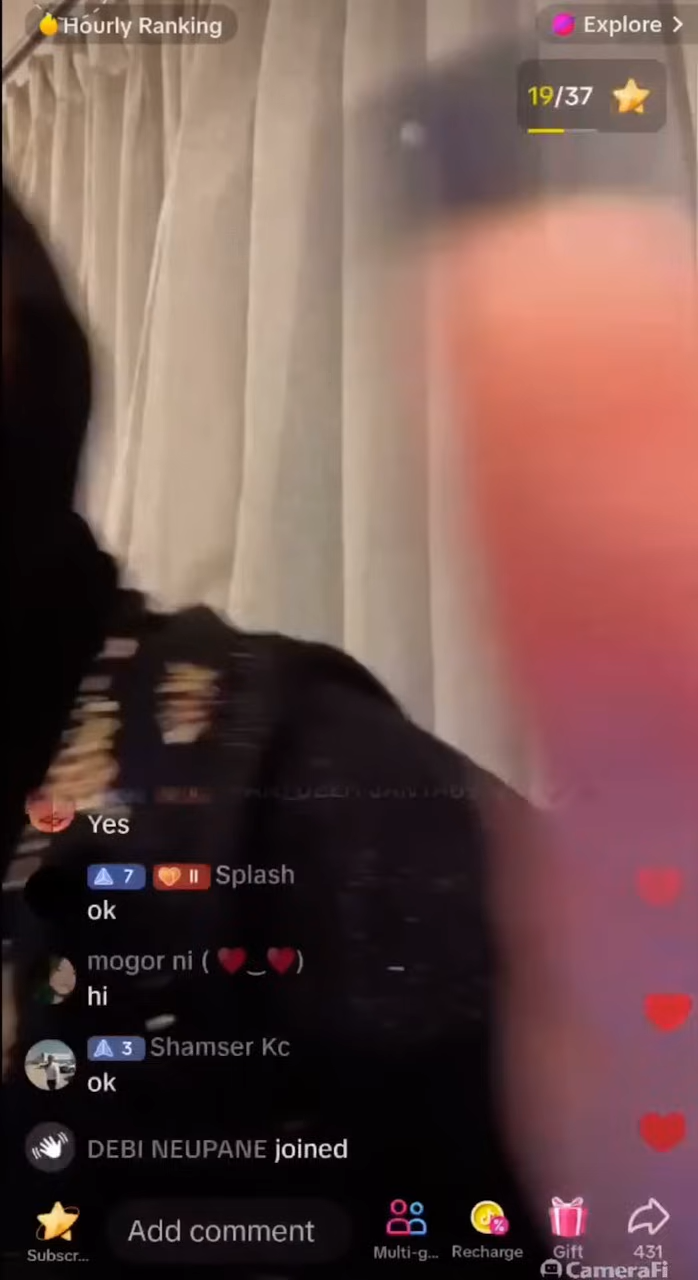 Hourly Ranking
Explore >
19/37
Yes
7 II Splash
ok
mogor ni ( ♥‿♥)
hi
3 Shamser Kc
ok
DEBI NEUPANE joined
Subscr...
Add comment
Multi-g...
Recharge
Gift
431
CameraFi